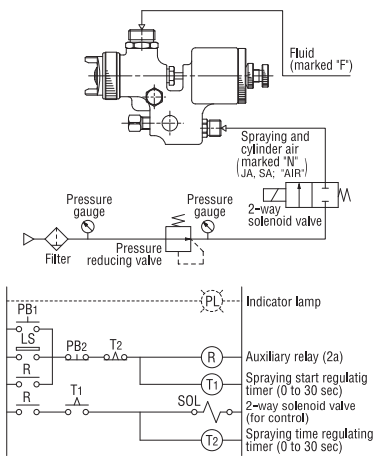 Fluid
(marked "F")
Spraying and
cylinder air
(marked "N"
JA, SA; "AIR")
2-way
solenoid valve
Pressure
gauge
Pressure
gauge
Filter
Pressure
reducing valve
PL
Indicator lamp
PB1
LS
PB2
T2
R
Auxiliary relay (2a)
R
T1
Spraying start regulatig
timer (0 to 30 sec)
R
T1
SOL
2-way solenoid valve
(for control)
T2
Spraying time regulating
timer (0 to 30 sec)